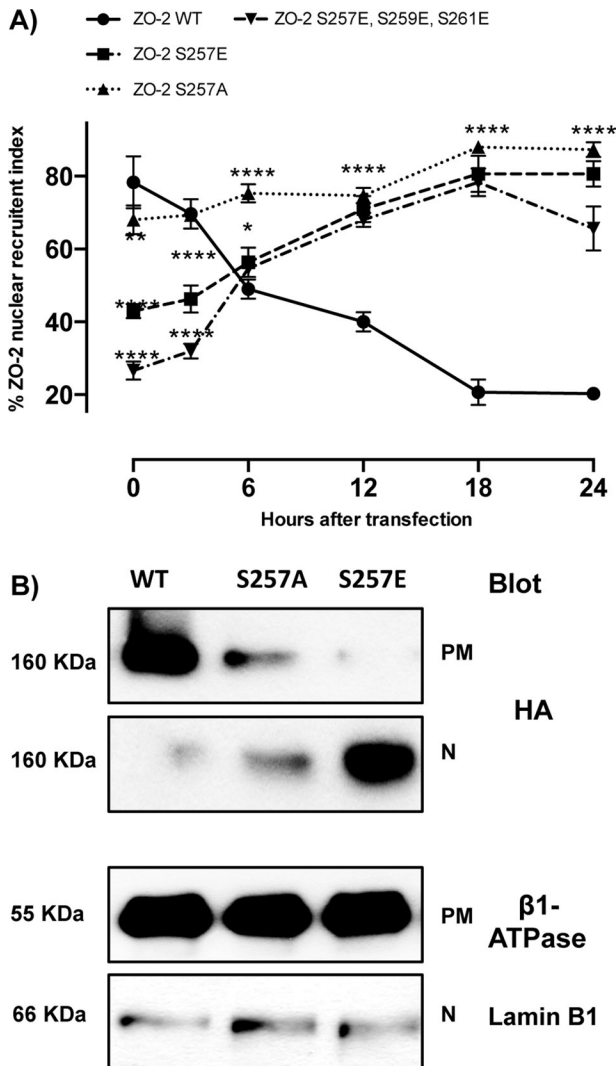 A)
ZO-2 WT
ZO-2 S257E, S259E, S261E
ZO-2 S257E
ZO-2 S257A
% ZO-2 nuclear recruitent index
80
60
40
20
**
****
****
****
****
****
*
****
****
****
0
6
12
18
24
Hours after transfection
B)
WT
S257A
S257E
Blot
160 KDa
PM
HA
160 KDa
N
55 KDa
PM
β1-
ATPase
66 KDa
N
Lamin B1